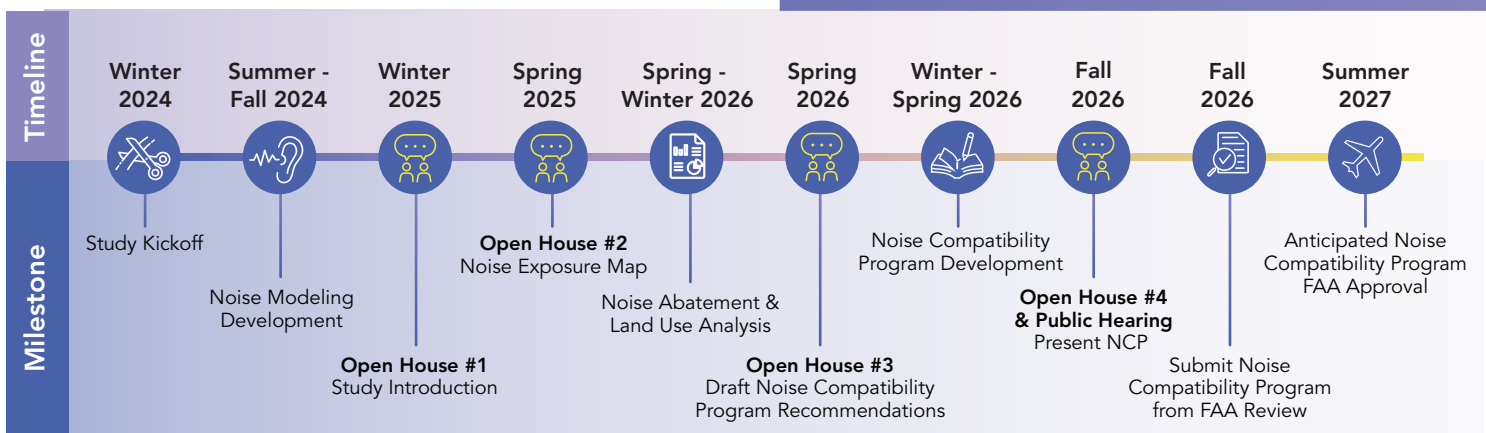 Timeline
Winter
2024
Summer -
Fall 2024
Winter
2025
Spring
2025
Spring -
Winter 2026
Spring
2026
Winter -
Spring 2026
Fall
2026
Fall
2026
Summer
2027
Milestone
Study Kickoff
Noise Modeling
Development
Open House #1
Study Introduction
Open House #2
Noise Exposure Map
Noise Abatement &
Land Use Analysis
Open House #3
Draft Noise Compatibility
Program Recommendations
Noise Compatibility
Program Development
Open House #4
& Public Hearing
Present NCP
Submit Noise
Compatibility Program
from FAA Review
Anticipated Noise
Compatibility Program
FAA Approval